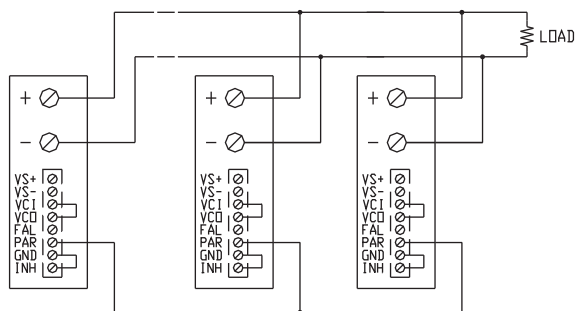 LOAD
+
-
VS+
VS-
VCI
VCO
FAL
PAR
GND
INH
+
-
VS+
VS-
VCI
VCO
FAL
PAR
GND
INH
+
-
VS+
VS-
VCI
VCO
FAL
PAR
GND
INH